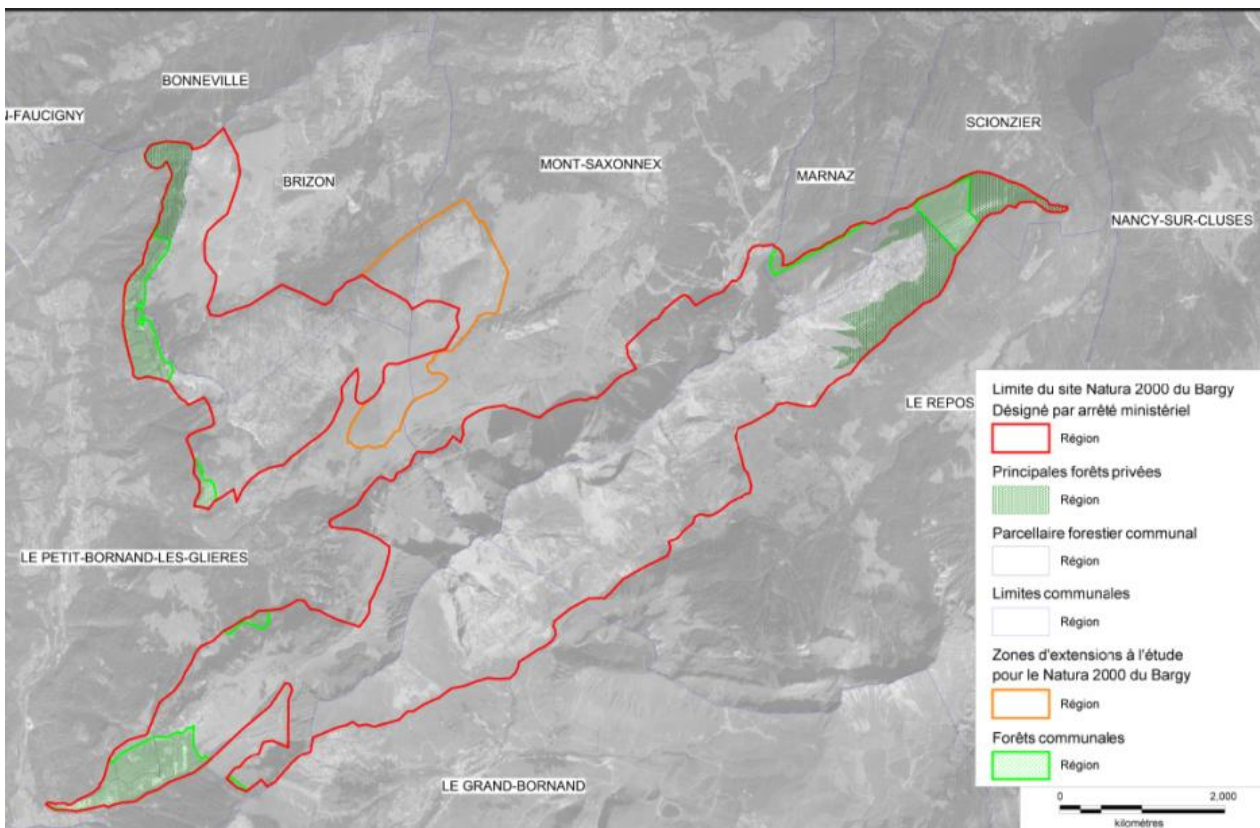 BONNEVILLE
N-FAUCIGNY
SCIONZIER
MONT-SAXONNEX
BRIZON
MARNAZ
NANCY-SUR-CLUSES
LE REPOS
LE PETIT-BORNAND-LES-GLIERES
LE GRAND-BORNAND
Limite du site Natura 2000 du Bargy
Désigné par arrêté ministériel
Région
Principales forêts privées
Région
Parcellaire forestier communal
Région
Limites communales
Région
Zones d'extensions à l'étude
pour le Natura 2000 du Bargy
Région
Forêts communales
Région
0 2,000
kilomètres